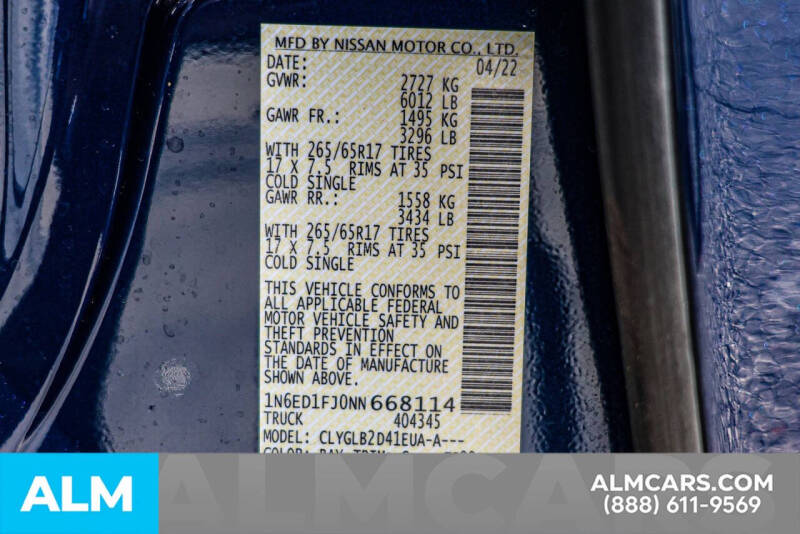 MFD BY NISSAN MOTOR CO., LTD.
DATE: 04/22
GVWR: 2727 KG
6012 LB
GAWR FR.: 1495 KG
3296 LB
WITH 265/65R17 TIRES
17 X 7.5 RIMS AT 35 PSI
COLD SINGLE
GAWR RR.: 1558 KG
3434 LB
WITH 265/65R17 TIRES
17 X 7.5 RIMS AT 35 PSI
COLD SINGLE
THIS VEHICLE CONFORMS TO
ALL APPLICABLE FEDERAL
MOTOR VEHICLE SAFETY AND
THEFT PREVENTION
STANDARDS IN EFFECT ON
THE DATE OF MANUFACTURE
SHOWN ABOVE.
1N6ED1FJ0NN668114
TRUCK 404345
MODEL: CLYGLB2D41EUA-A---
ALM
ALMCARS
ALMCARS.COM
(888) 611-9569